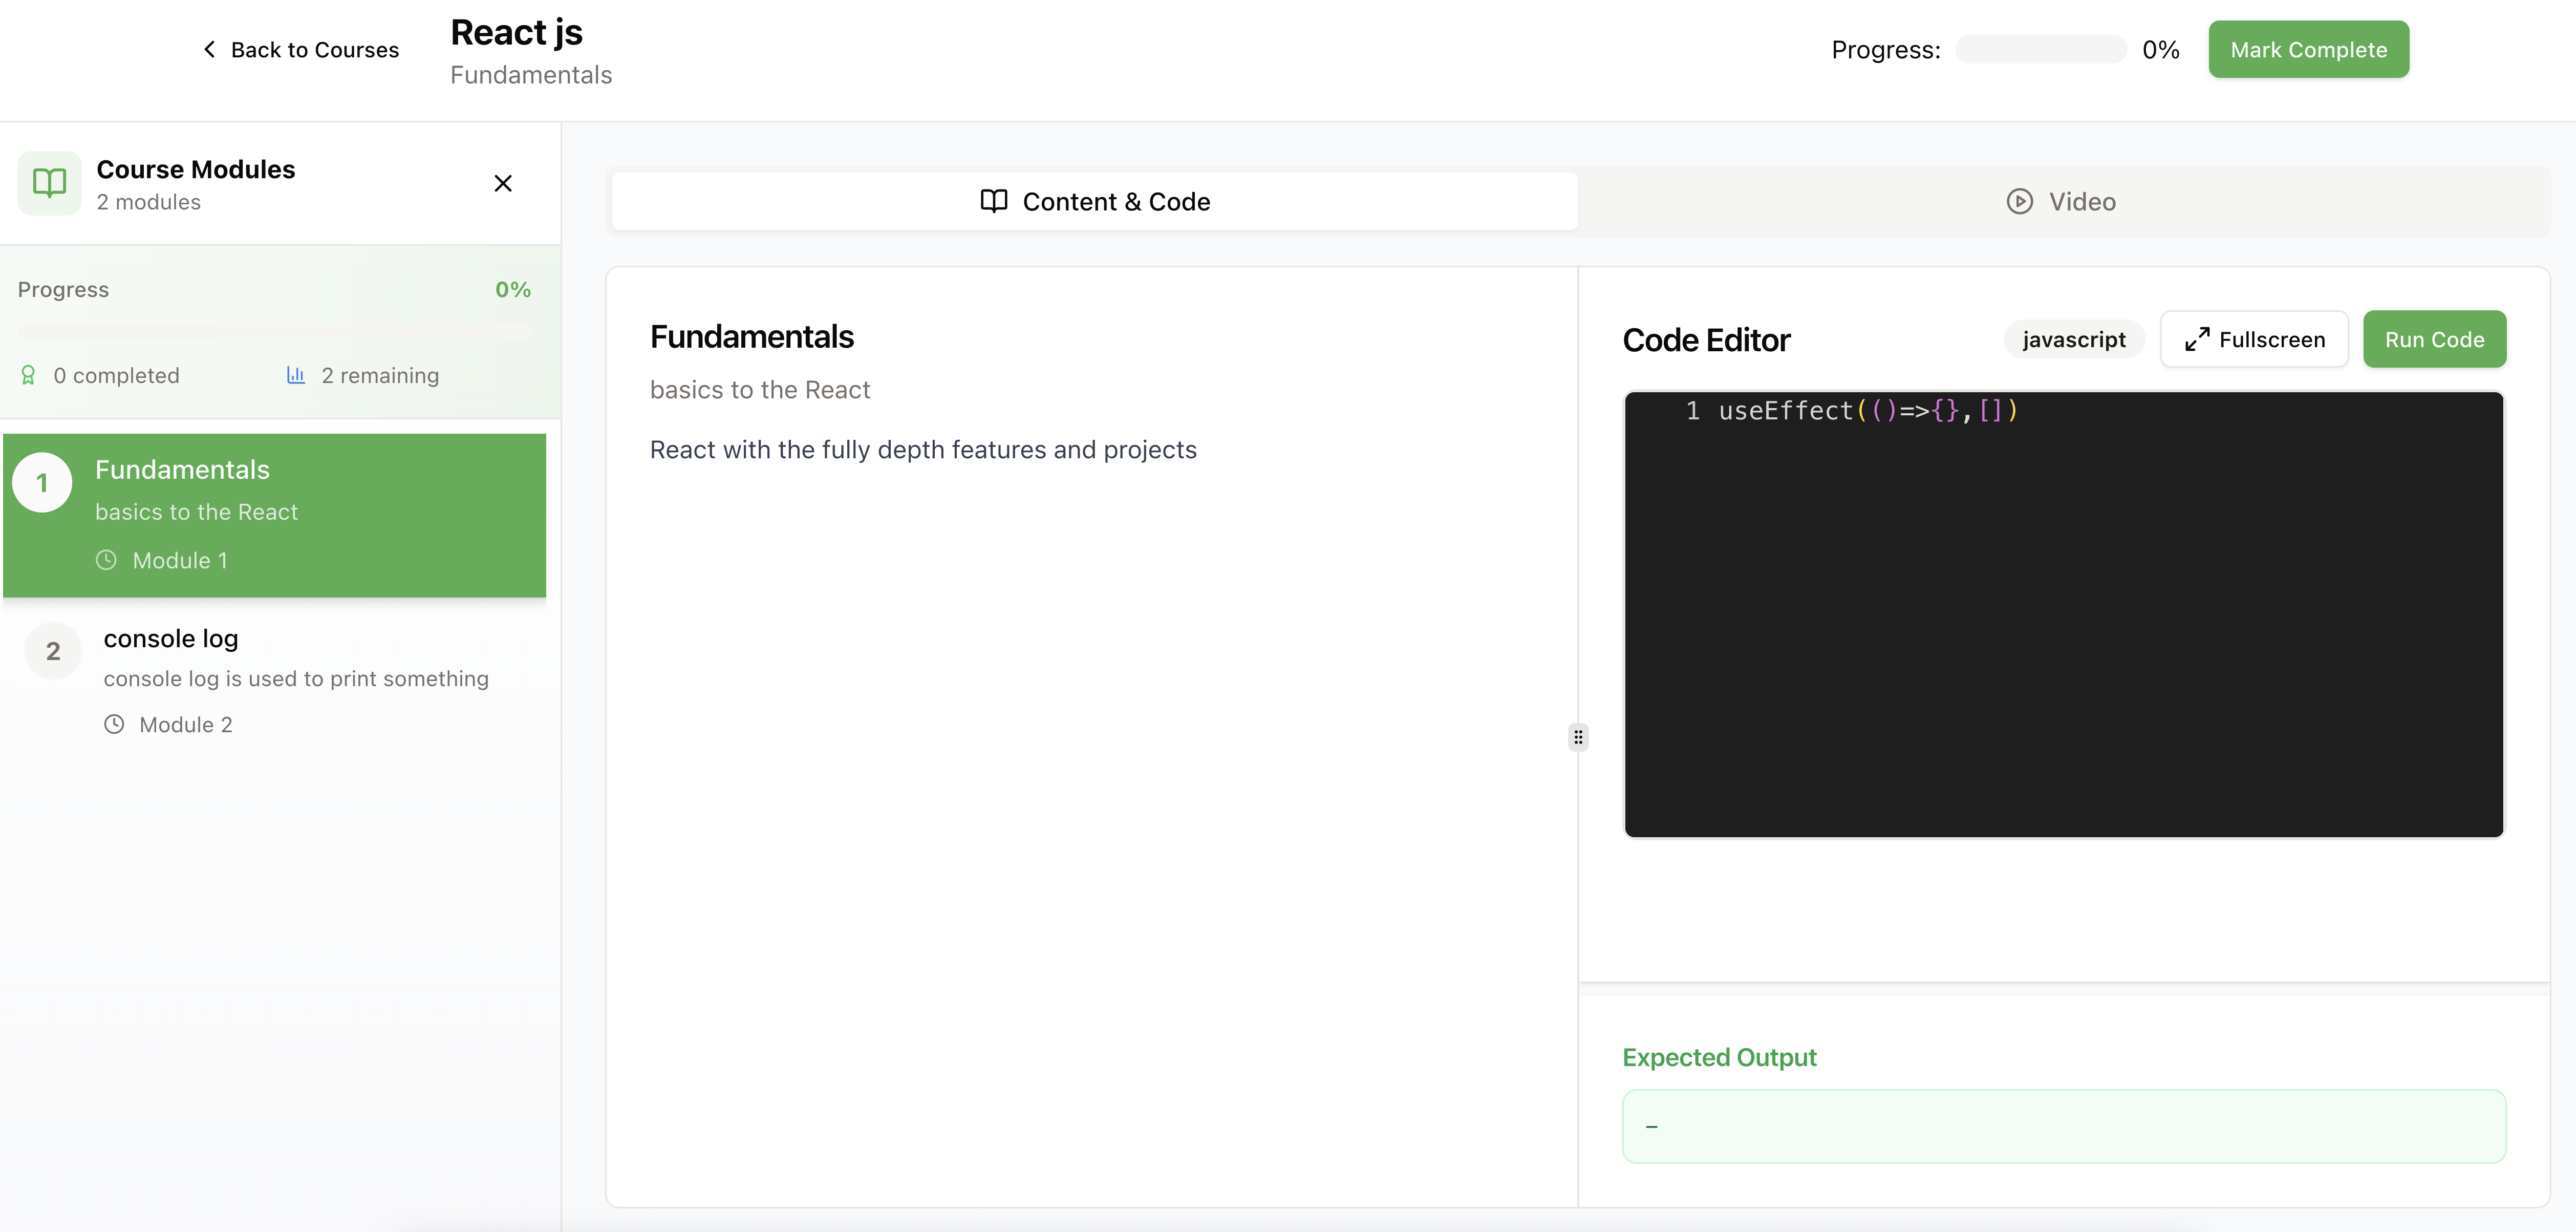 Back to Courses
React js
Fundamentals
Progress:
0%
Mark Complete
Course Modules
2 modules
Progress
0%
0 completed
2 remaining
1
Fundamentals
basics to the React
Module 1
2
console log
console log is used to print something
Module 2
Content & Code
Video
Fundamentals
basics to the React
React with the fully depth features and projects
Code Editor
javascript
Fullscreen
Run Code
1 useEffect(()=>{},[])
Expected Output
–